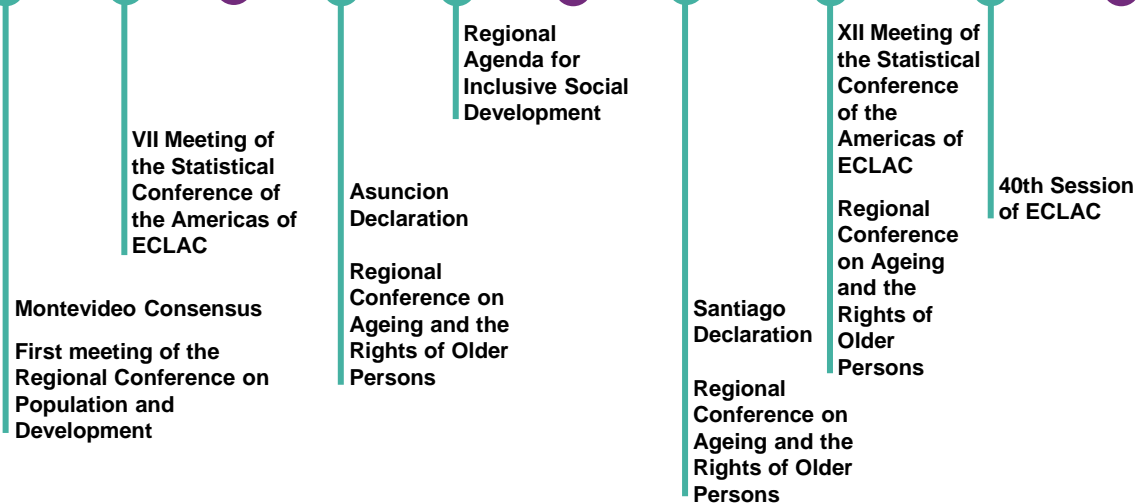 Montevideo Consensus
First meeting of the
Regional Conference on
Population and
Development
VII Meeting of
the Statistical
Conference of
the Americas of
ECLAC
Asuncion
Declaration
Regional
Conference on
Ageing and the
Rights of Older
Persons
Regional
Agenda for
Inclusive Social
Development
Santiago
Declaration
Regional
Conference on
Ageing and the
Rights of Older
Persons
XII Meeting of
the Statistical
Conference
of the
Americas of
ECLAC
Regional
Conference
on Ageing
and the
Rights of
Older
Persons
40th Session
of ECLAC